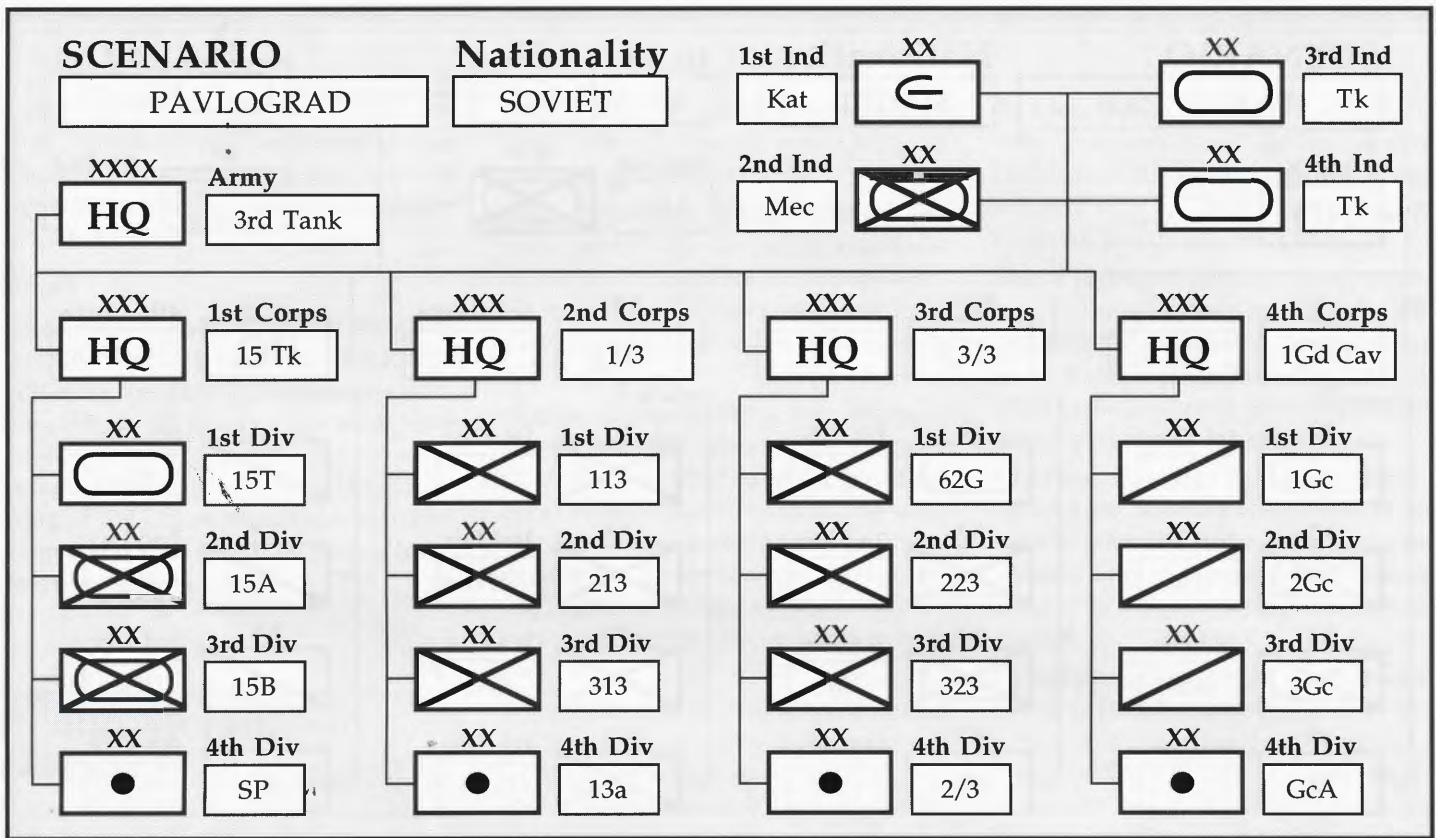 SCENARIO Nationality
PAVLOGRAD SOVIET
1st Ind XX XX 3rd Ind
Kat Tk
2nd Ind XX XX 4th Ind
Mec Tk
XXXX Army
HQ 3rd Tank
XXX 1st Corps XXX 2nd Corps XXX 3rd Corps XXX 4th Corps
HQ 15 Tk HQ 1/3 HQ 3/3 HQ 1Gd Cav
XX 1st Div XX 1st Div XX 1st Div XX 1st Div
15T 113 62G 1Gc
XX 2nd Div XX 2nd Div XX 2nd Div XX 2nd Div
15A 213 223 2Gc
XX 3rd Div XX 3rd Div XX 3rd Div XX 3rd Div
15B 313 323 3Gc
XX 4th Div XX 4th Div XX 4th Div XX 4th Div
SP 13a 2/3 GcA